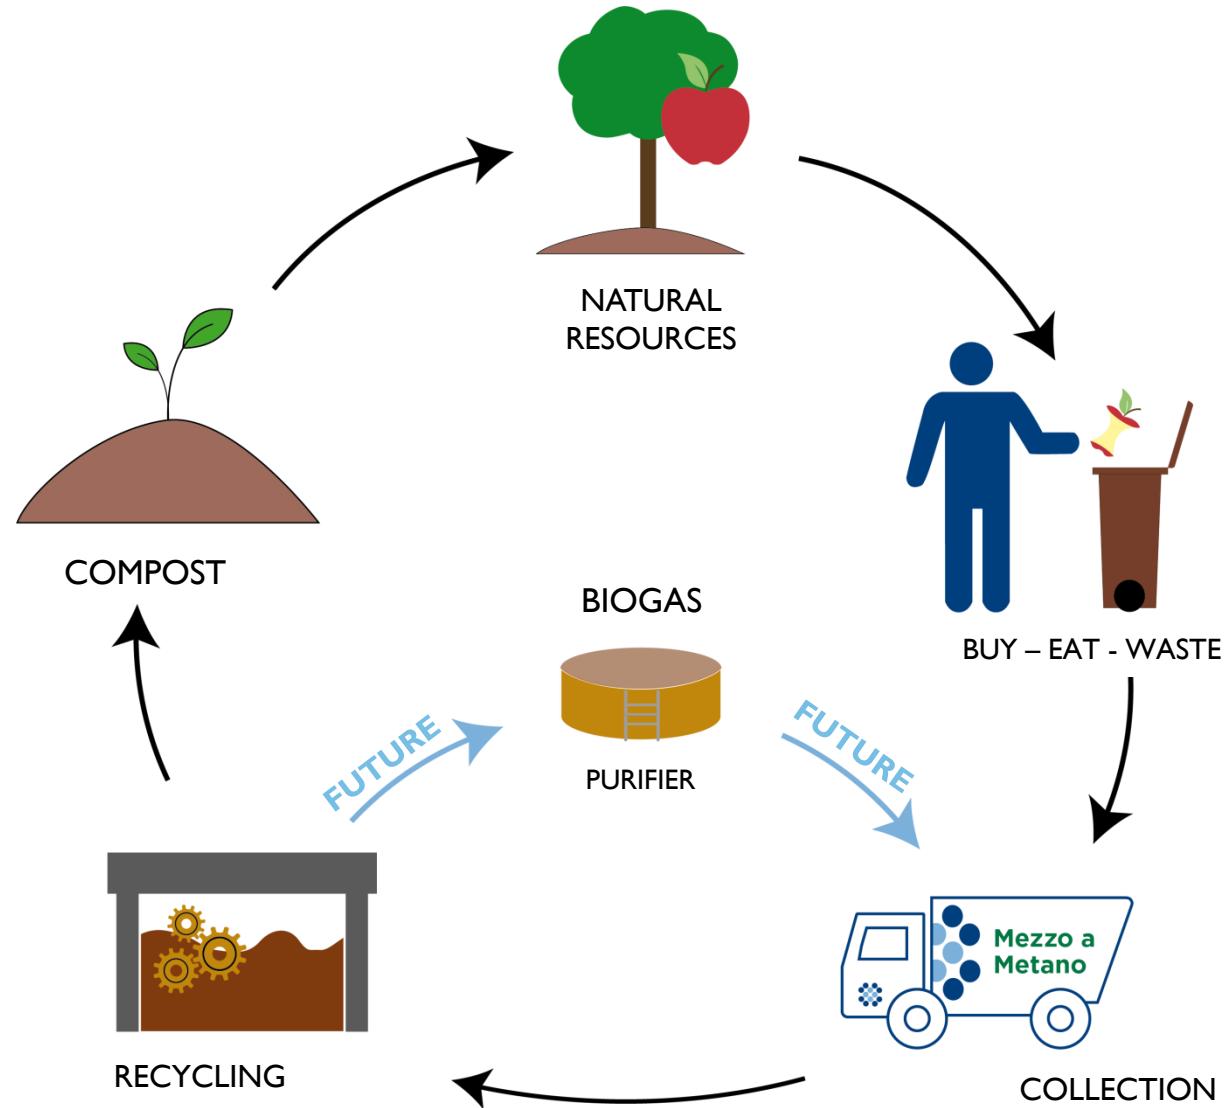 NATURAL
RESOURCES
COMPOST
BIOGAS
BUY – EAT - WASTE
FUTURE
FUTURE
PURIFIER
Mezzo a
Metano
RECYCLING
COLLECTION